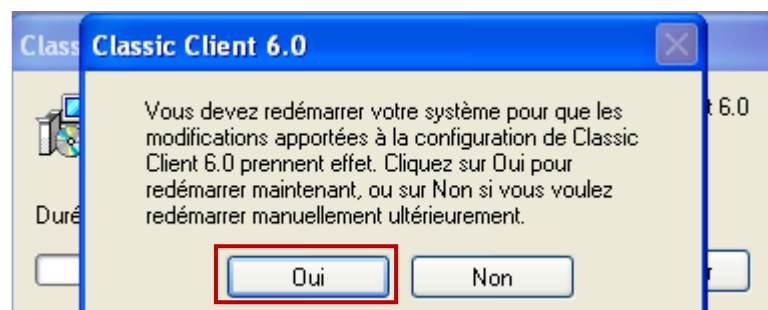 Classic Client 6.0
Vous devez redémarrer votre système pour que les
modifications apportées à la configuration de Classic
Client 6.0 prennent effet. Cliquez sur Oui pour
redémarrer maintenant, ou sur Non si vous voulez
redémarrer manuellement ultérieurement.
Oui Non